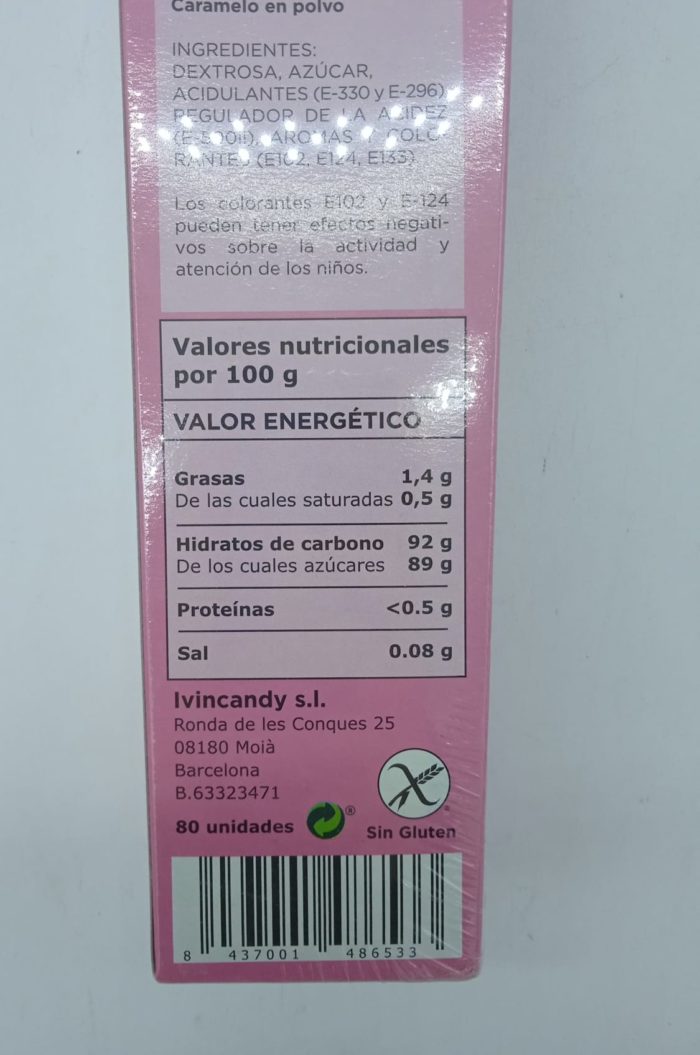 Caramelo en polvo
INGREDIENTES:
DEXTROSA, AZÚCAR,
ACIDULANTES (E-330 y E-296),
REGULADOR DE LA ACIDEZ
(E-500ii), AROMAS Y COLO-
RANTES (E102, E124, E133)
Los colorantes E102 y E-124
pueden tener efectos negati-
vos sobre la actividad y
atención de los niños.
Valores nutricionales
por 100 g
VALOR ENERGÉTICO
Grasas 1,4 g
De las cuales saturadas 0,5 g
Hidratos de carbono 92 g
De los cuales azúcares 89 g
Proteínas <0.5 g
Sal 0.08 g
Ivincandy s.l.
Ronda de les Conques 25
08180 Moià
Barcelona
B.63323471
80 unidades ®
Sin Gluten
8 437001 486533